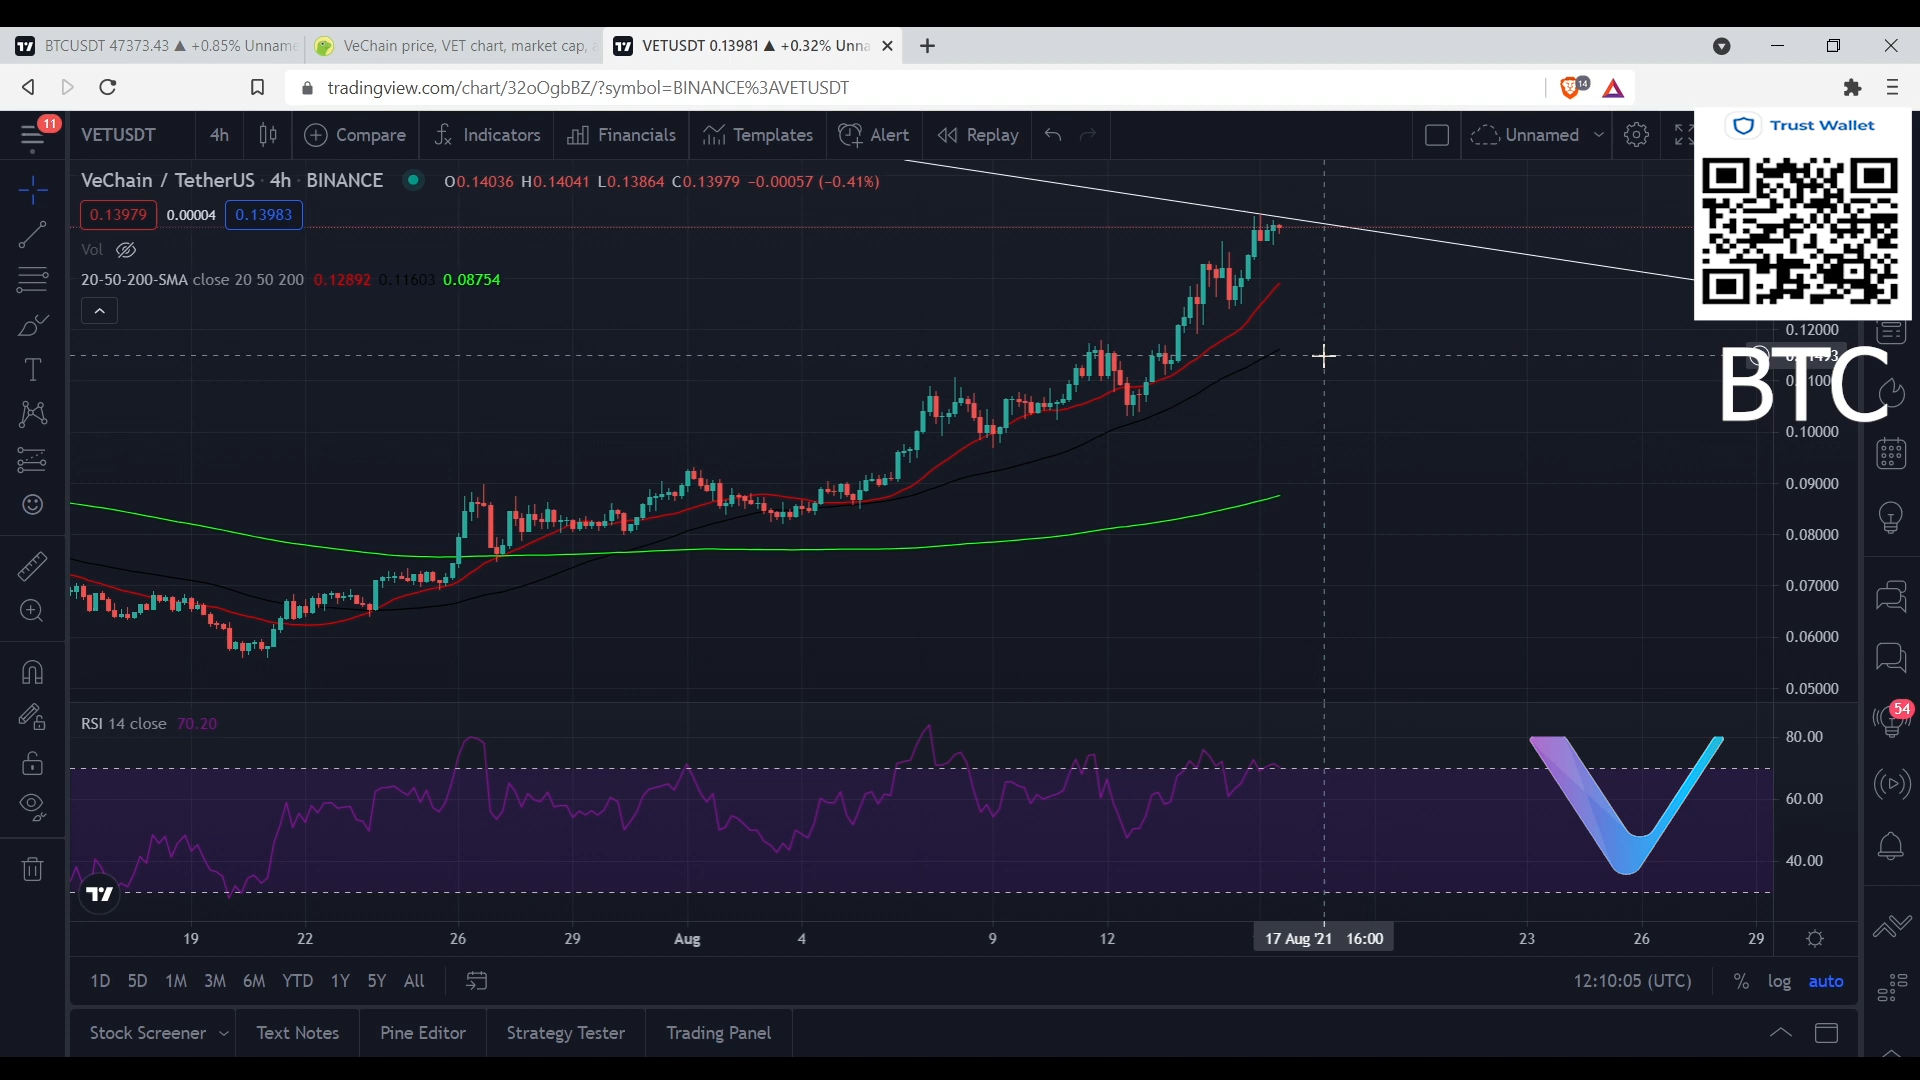 BTCUSDT 47373.43 ▲ +0.85% Unname
VeChain price, VET chart, market cap, a
VETUSDT 0.13981 ▲ +0.32% Unna
tradingview.com/chart/32oOgbBZ/?symbol=BINANCE%3AVETUSDT
14
11
VETUSDT 4h Compare Indicators Financials Templates Alert Replay Unnamed
Trust Wallet
VeChain / TetherUS · 4h · BINANCE O0.14036 H0.14041 L0.13864 C0.13979 −0.00057 (−0.41%)
0.13979 0.00004 0.13983
Vol
20-50-200-SMA close 20 50 200 0.12892 0.11603 0.08754
0.12000
BTC
0.10000
0.09000
0.08000
0.07000
0.06000
0.05000
RSI 14 close 70.20
54
80.00
60.00
40.00
19 22 26 29 Aug 4 9 12 17 Aug '21 16:00 23 26 29
1D 5D 1M 3M 6M YTD 1Y 5Y All 12:10:05 (UTC) % log auto
Stock Screener Text Notes Pine Editor Strategy Tester Trading Panel